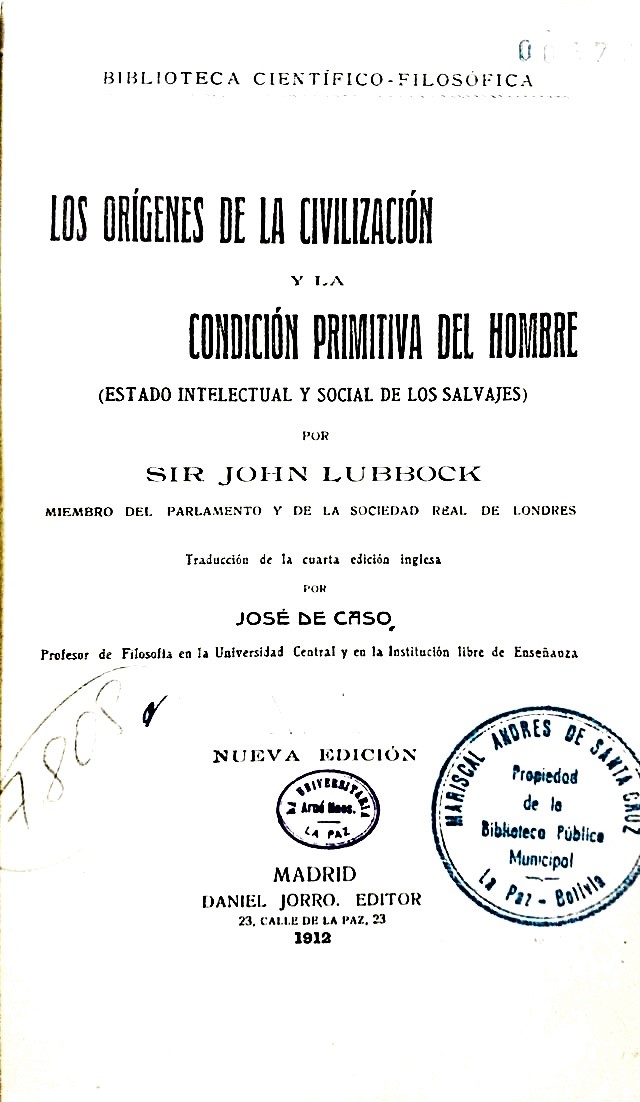 BIBLIOTECA CIENTÍFICO-FILOSÓFICA
LOS ORÍGENES DE LA CIVILIZACIÓN
Y LA
CONDICIÓN PRIMITIVA DEL HOMBRE
(ESTADO INTELECTUAL Y SOCIAL DE LOS SALVAJES)
POR
SIR JOHN LUBBOCK
MIEMBRO DEL PARLAMENTO Y DE LA SOCIEDAD REAL DE LONDRES
Traducción de la cuarta edición inglesa
POR
JOSÉ DE CASO,
Profesor de Filosofía en la Universidad Central y en la Institución libre de Enseñanza
7808
NUEVA EDICIÓN
UNIVERSITARIA
Arnó Hnos.
LA PAZ
MARISCAL ANDRES DE SANTA CRUZ
Propiedad
de la
Biblioteca Pública
Municipal
La Paz - Bolivia
MADRID
DANIEL JORRO. EDITOR
23, CALLE DE LA PAZ, 23
1912